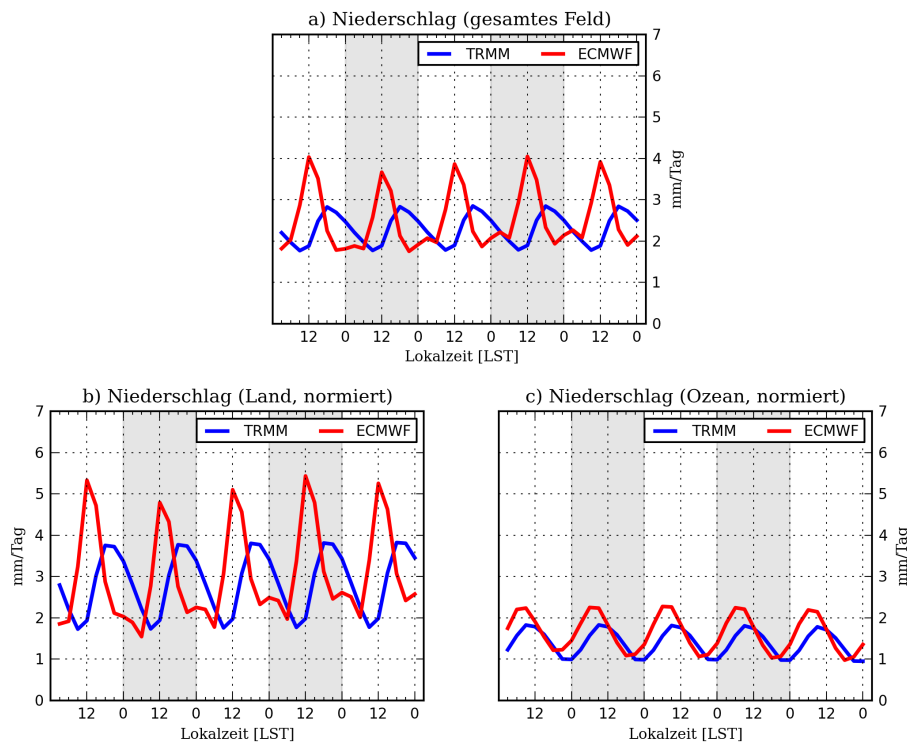 a) Niederschlag (gesamtes Feld)
TRMM ECMWF
7
6
5
4
3
2
1
0
mm/Tag
12 0 12 0 12 0 12 0 12 0
Lokalzeit [LST]
b) Niederschlag (Land, normiert)
TRMM ECMWF
7
6
5
4
3
2
1
0
mm/Tag
12 0 12 0 12 0 12 0 12 0
Lokalzeit [LST]
c) Niederschlag (Ozean, normiert)
TRMM ECMWF
7
6
5
4
3
2
1
0
mm/Tag
12 0 12 0 12 0 12 0 12 0
Lokalzeit [LST]